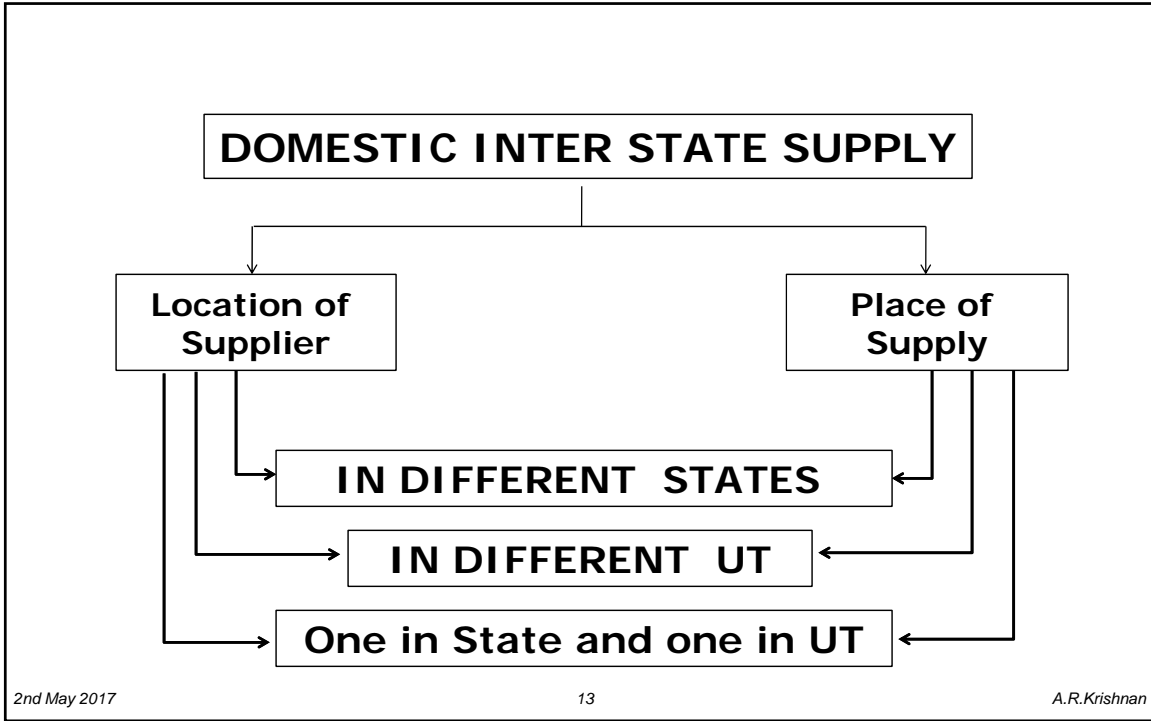 DOMESTIC INTER STATE SUPPLY
Location of
Supplier
Place of
Supply
IN DIFFERENT STATES
IN DIFFERENT UT
One in State and one in UT
2nd May 2017
13
A.R.Krishnan